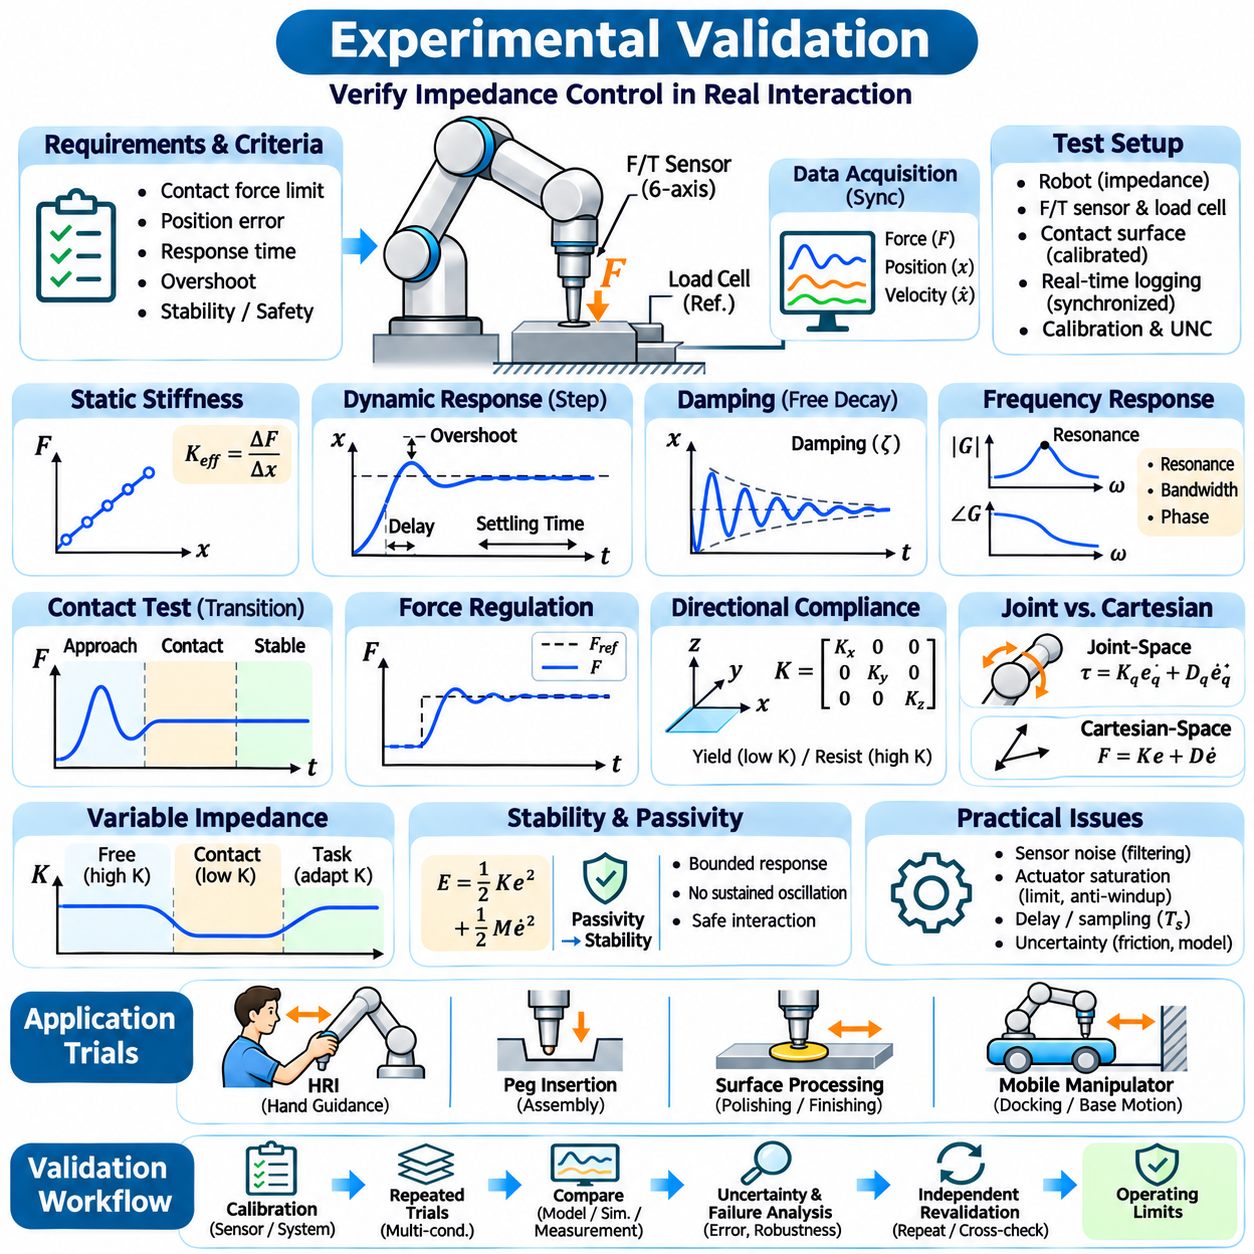 Experimental Validation
Verify Impedance Control in Real Interaction
Requirements & Criteria
• Contact force limit
• Position error
• Response time
• Overshoot
• Stability / Safety
F/T Sensor
(6-axis)
F
Load Cell
(Ref.)
Data Acquisition
(Sync)
Force (F)
Position (x)
Velocity (ẋ)
Test Setup
• Robot (impedance)
• F/T sensor & load cell
• Contact surface
(calibrated)
• Real-time logging
(synchronized)
• Calibration & UNC
Static Stiffness
F
K_eff = ΔF/Δx
x
Dynamic Response (Step)
x
Overshoot
Delay
Settling Time
t
Damping (Free Decay)
x
Damping (ζ)
t
Frequency Response
|G|
Resonance
ω
∠G
ω
• Resonance
• Bandwidth
• Phase
Contact Test (Transition)
Approach Contact Stable
F
t
Force Regulation
F
F_ref
F
t
Directional Compliance
z
y
x
K = [K_x 0 0
0 K_y 0
0 0 K_z]
Yield (low K) / Resist (high K)
Joint vs. Cartesian
Joint-Space
τ = K_q e_q + D_q ė_q
Cartesian-Space
F = Ke + Dė
Variable Impedance
K
Free
(high K)
Contact
(low K)
Task
(adapt K)
Stability & Passivity
E = 1/2 Ke²
+ 1/2 Mė²
Passivity
→ Stability
• Bounded response
• No sustained oscillation
• Safe interaction
Practical Issues
• Sensor noise (filtering)
• Actuator saturation
(limit, anti-windup)
• Delay / sampling (T_s)
• Uncertainty (friction, model)
Application
Trials
HRI
(Hand Guidance)
Peg Insertion
(Assembly)
Surface Processing
(Polishing / Finishing)
Mobile Manipulator
(Docking / Base Motion)
Validation
Workflow
Calibration
(Sensor / System)
Repeated
Trials
(Multi-cond.)
Compare
(Model / Sim. /
Measurement)
Uncertainty &
Failure Analysis
(Error, Robustness)
Independent
Revalidation
(Repeat / Cross-check)
Operating
Limits